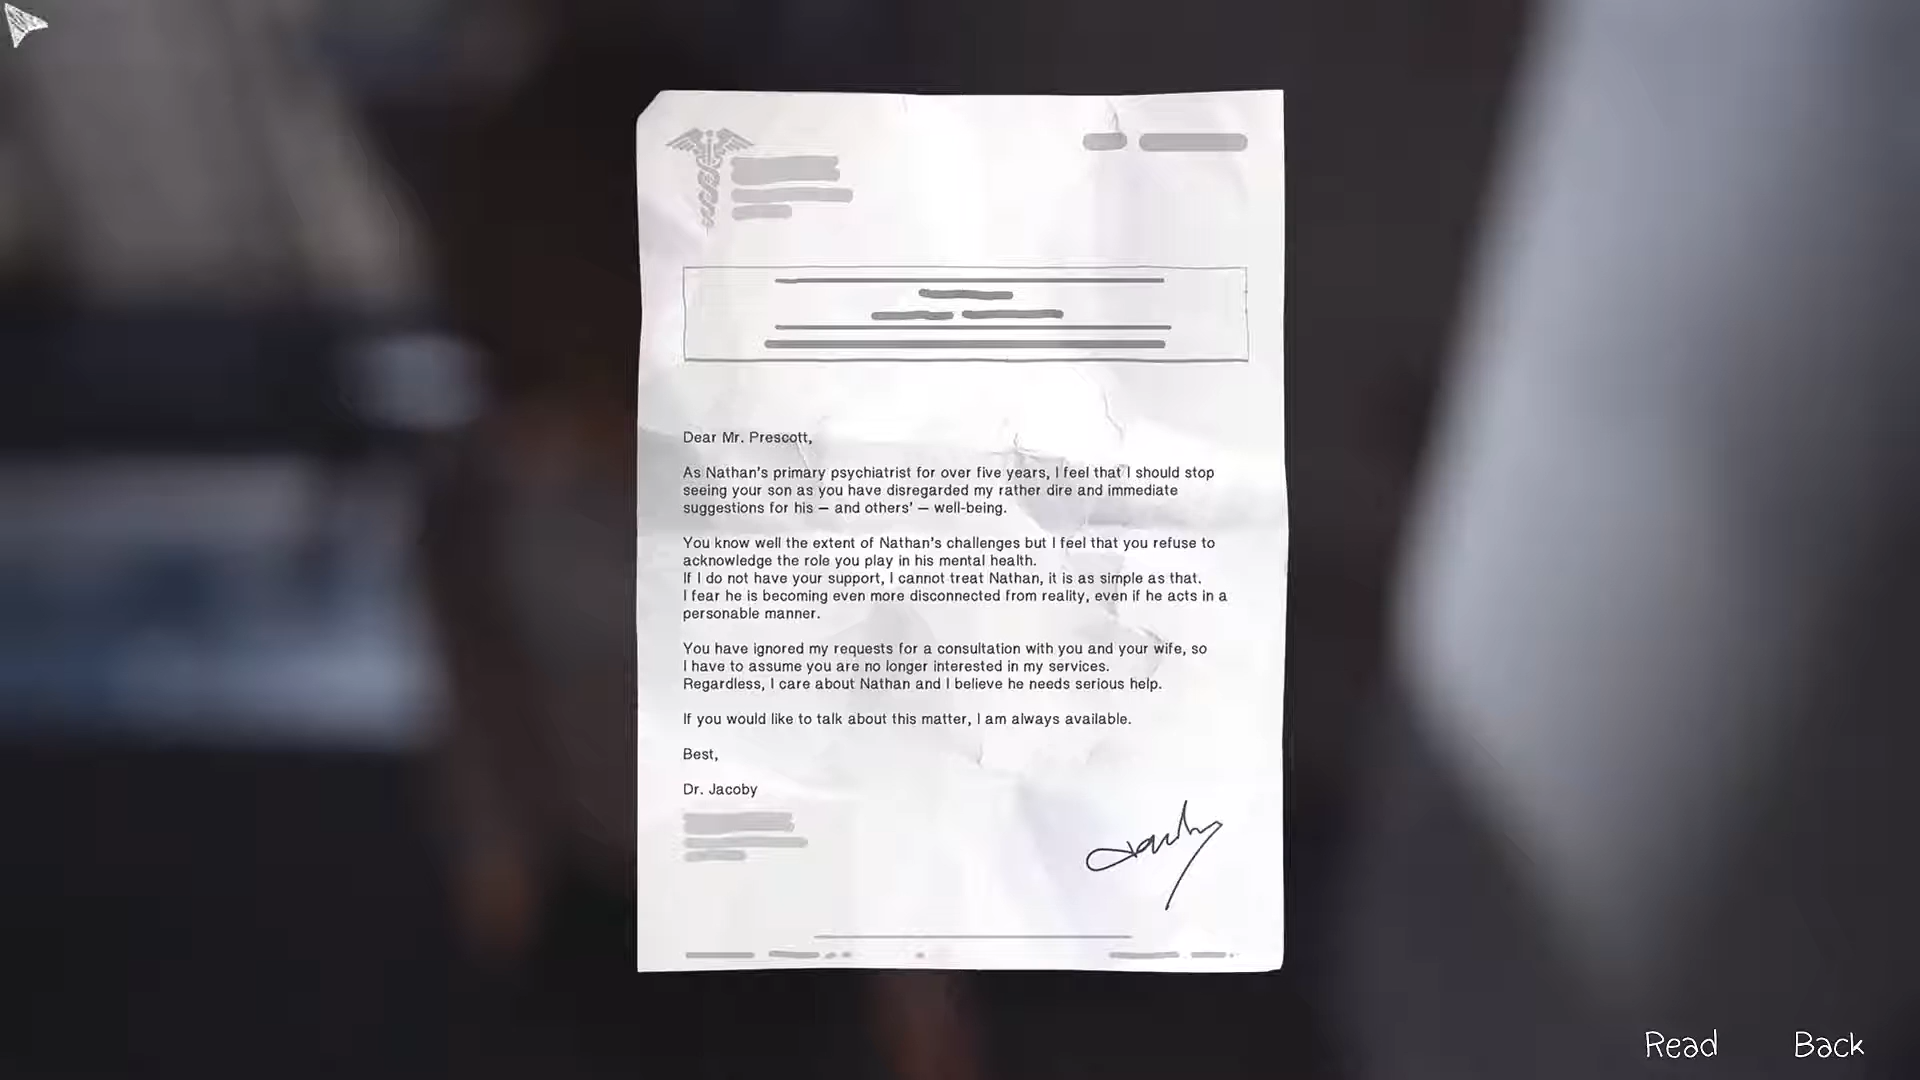 Dear Mr. Prescott,
As Nathan's primary psychiatrist for over five years, I feel that I should stop
seeing your son as you have disregarded my rather dire and immediate
suggestions for his – and others' – well-being.
You know well the extent of Nathan's challenges but I feel that you refuse to
acknowledge the role you play in his mental health.
If I do not have your support, I cannot treat Nathan, it is as simple as that.
I fear he is becoming even more disconnected from reality, even if he acts in a
personable manner.
You have ignored my requests for a consultation with you and your wife, so
I have to assume you are no longer interested in my services.
Regardless, I care about Nathan and I believe he needs serious help.
If you would like to talk about this matter, I am always available.
Best,
Dr. Jacoby
Read Back